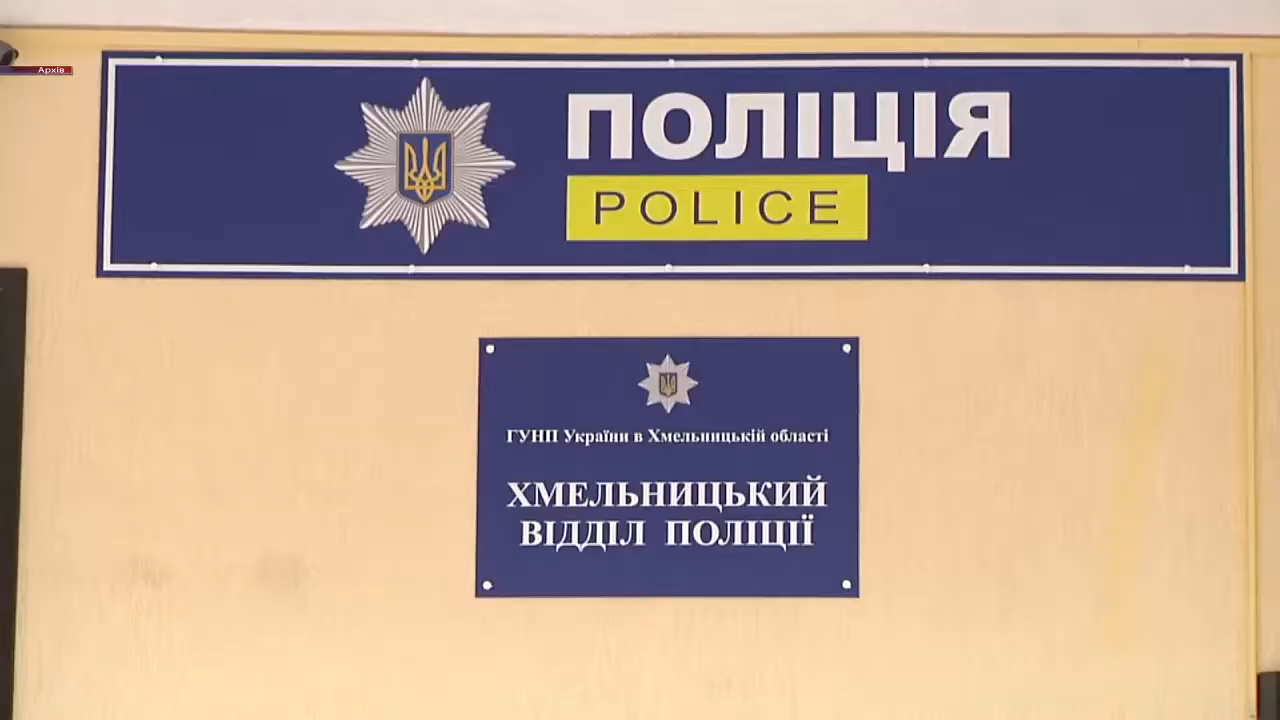 Архів
ПОЛІЦІЯ
POLICE
ГУНП України в Хмельницькій області
ХМЕЛЬНИЦЬКИЙ
ВІДДІЛ ПОЛІЦІЇ